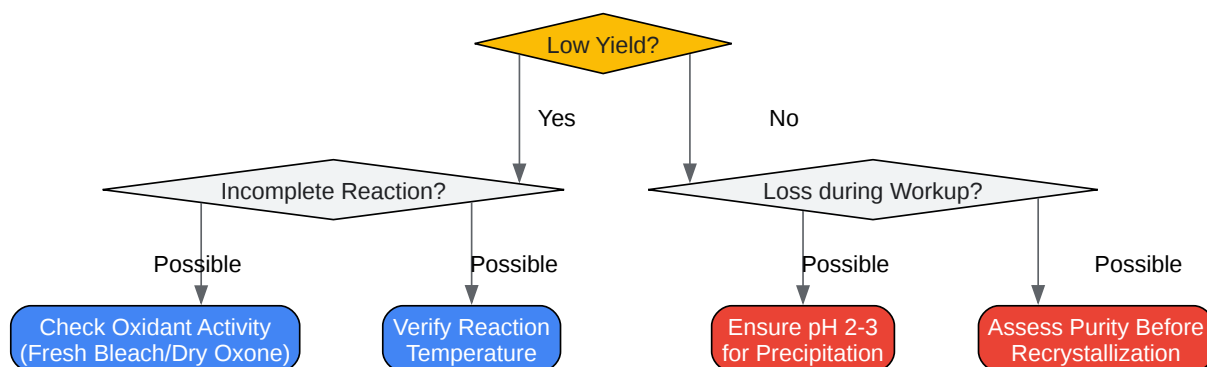 Low Yield?
Yes
No
Incomplete Reaction?
Loss during Workup?
Possible
Possible
Possible
Possible
Check Oxidant Activity
(Fresh Bleach/Dry Oxone)
Verify Reaction
Temperature
Ensure pH 2-3
for Precipitation
Assess Purity Before
Recrystallization